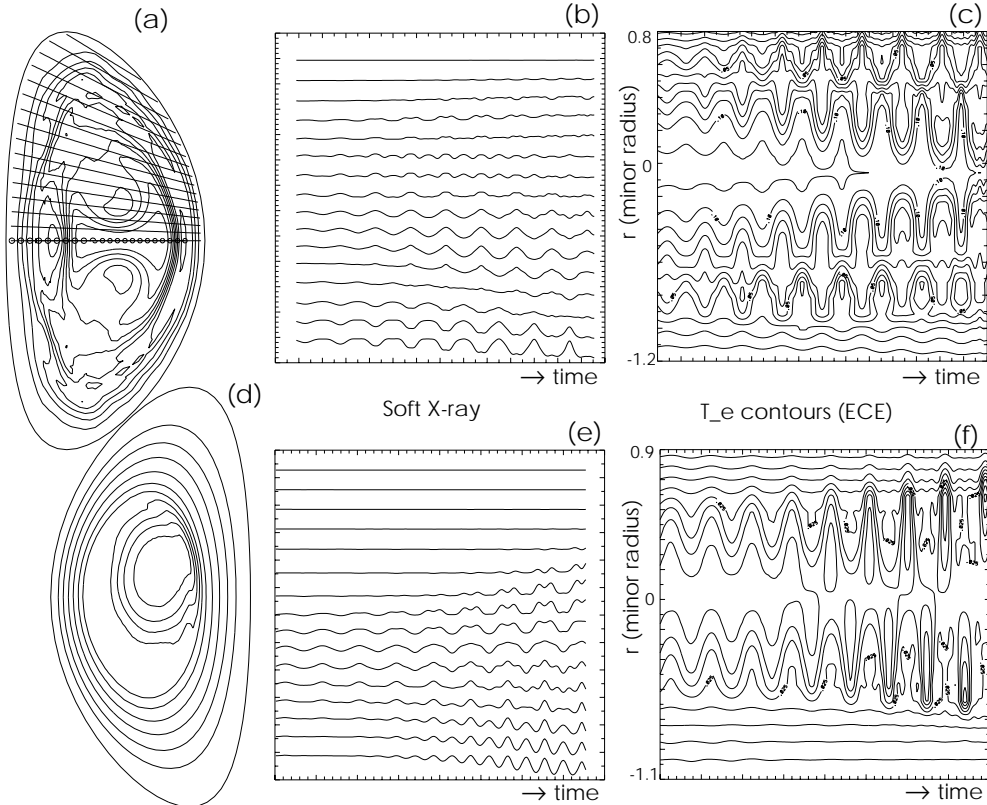 (a)
(b)
(c)
0.8
r (minor radius)
0
-1.2
→ time
→ time
(d)
Soft X-ray
T_e contours (ECE)
(e)
(f)
0.9
r (minor radius)
0
-1.1
→ time
→ time